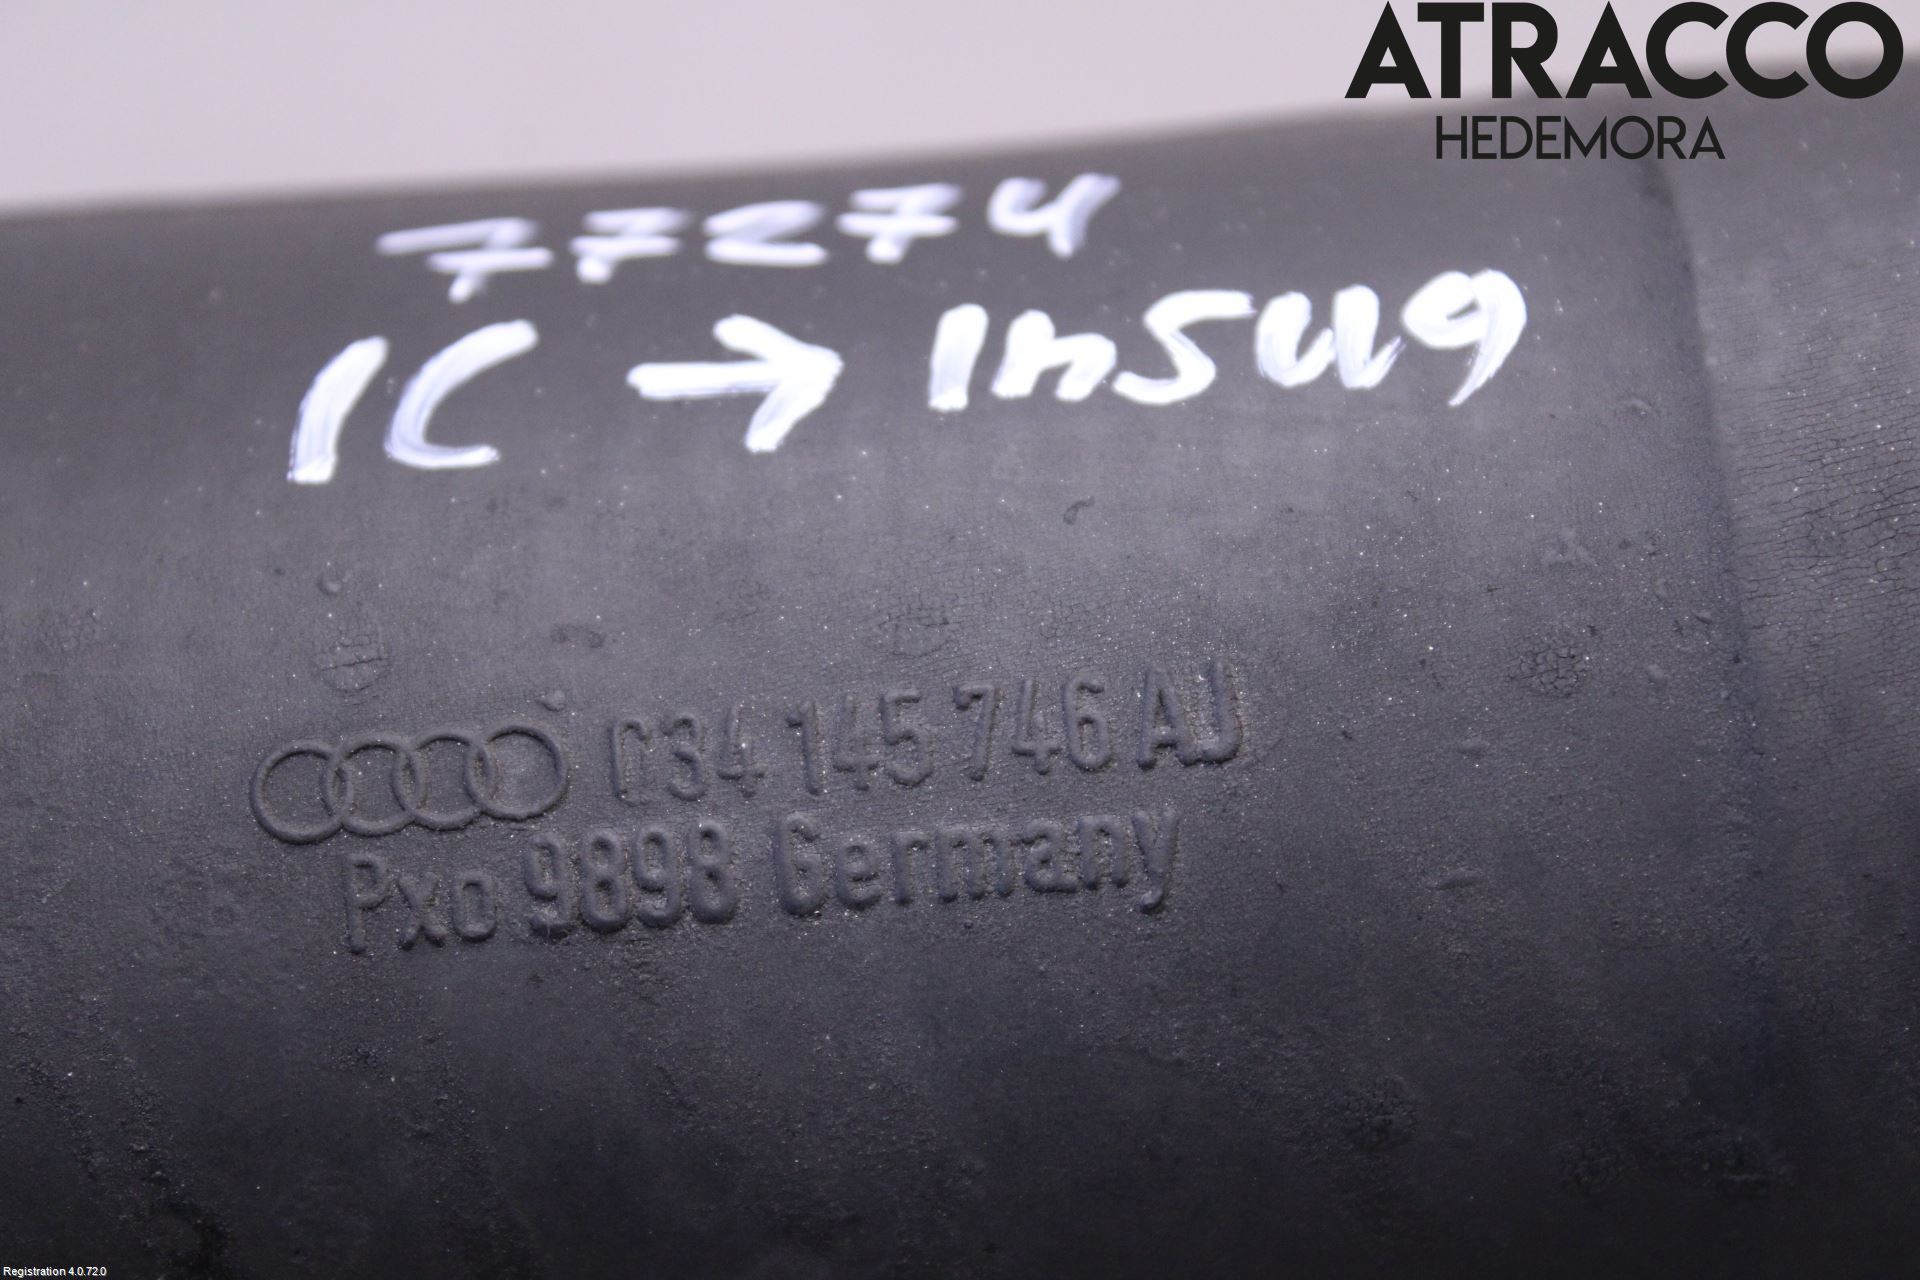 ATRACCO
HEDEMORA
77274
IC → Insug
034 145 746 AJ
Pxo 9898 Germany
Registration 4.0.72.0